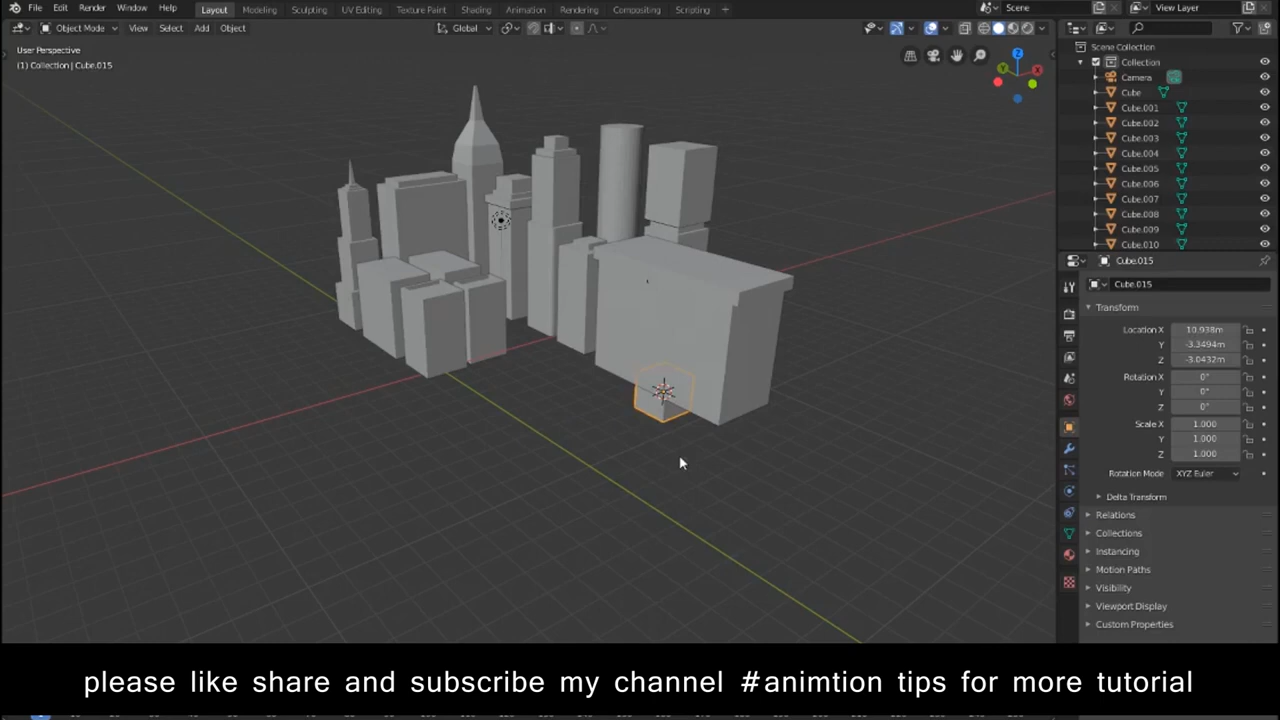 File Edit Render Window Help Layout Modeling Sculpting UV Editing Texture Paint Shading Animation Rendering Compositing Scripting + Scene View Layer
Object Mode View Select Add Object Global
User Perspective
(1) Collection | Cube.015
Scene Collection
Collection
Camera
Cube
Cube.001
Cube.002
Cube.003
Cube.004
Cube.005
Cube.006
Cube.007
Cube.008
Cube.009
Cube.010
Cube.015
Cube.015
Transform
Location X 10.938m
Y -3.3494m
Z -3.0432m
Rotation X 0°
Y 0°
Z 0°
Scale X 1.000
Y 1.000
Z 1.000
Rotation Mode XYZ Euler
Delta Transform
Relations
Collections
Instancing
Motion Paths
Visibility
Viewport Display
Custom Properties
please like share and subscribe my channel #animtion tips for more tutorial